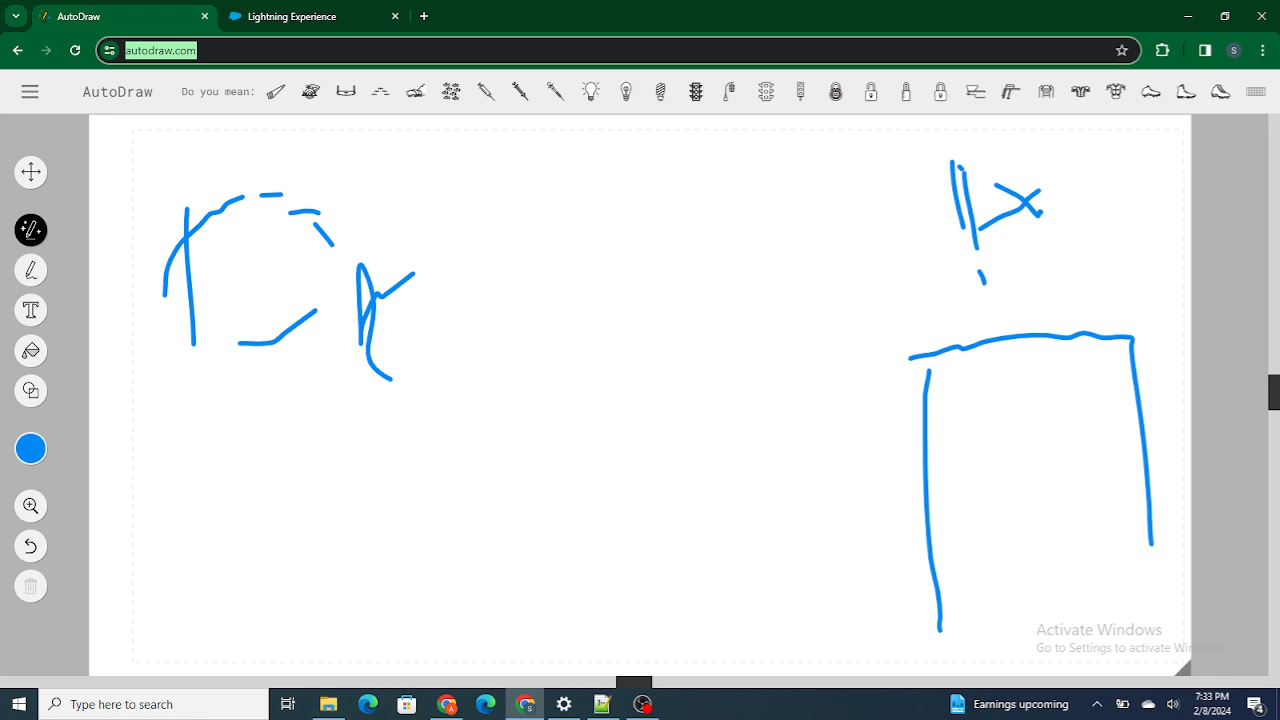 AutoDraw
Lightning Experience
autodraw.com
S
AutoDraw
Do you mean:
Activate Windows
Go to Settings to activate Windows.
Type here to search
Earnings upcoming
7:33 PM
2/8/2024
4